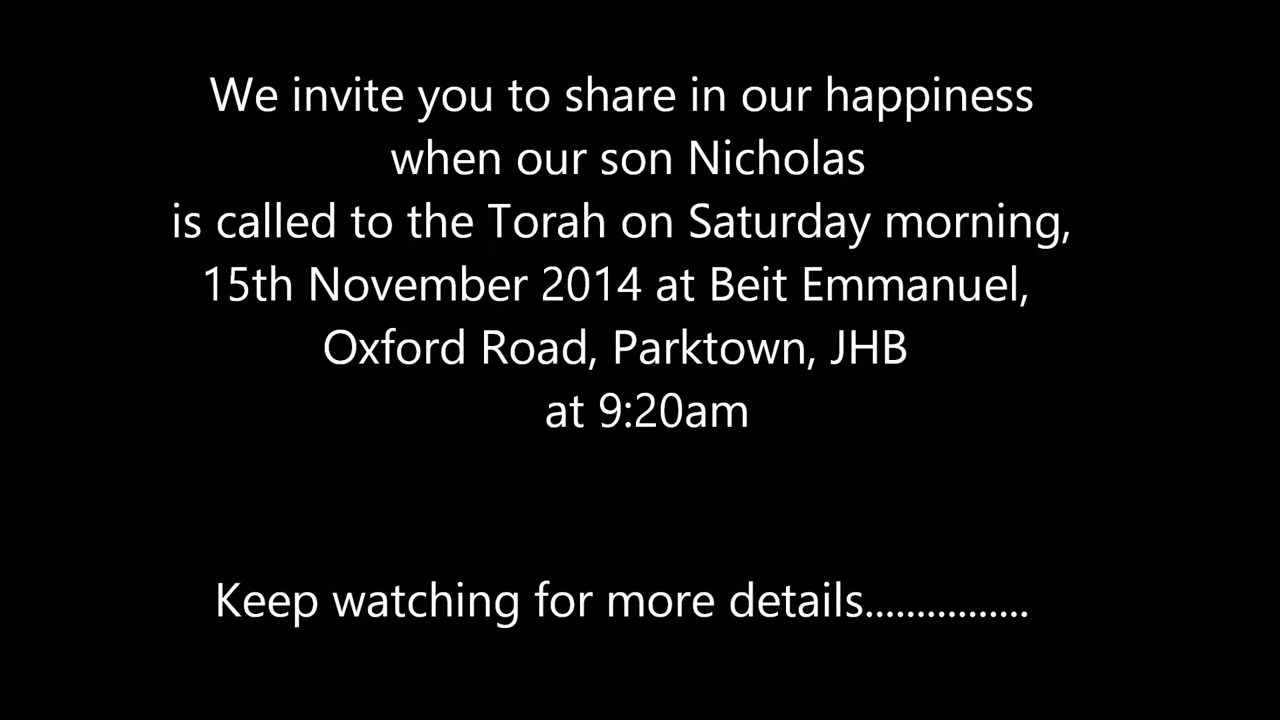 We invite you to share in our happiness
when our son Nicholas
is called to the Torah on Saturday morning,
15th November 2014 at Beit Emmanuel,
Oxford Road, Parktown, JHB
at 9:20am
Keep watching for more details................